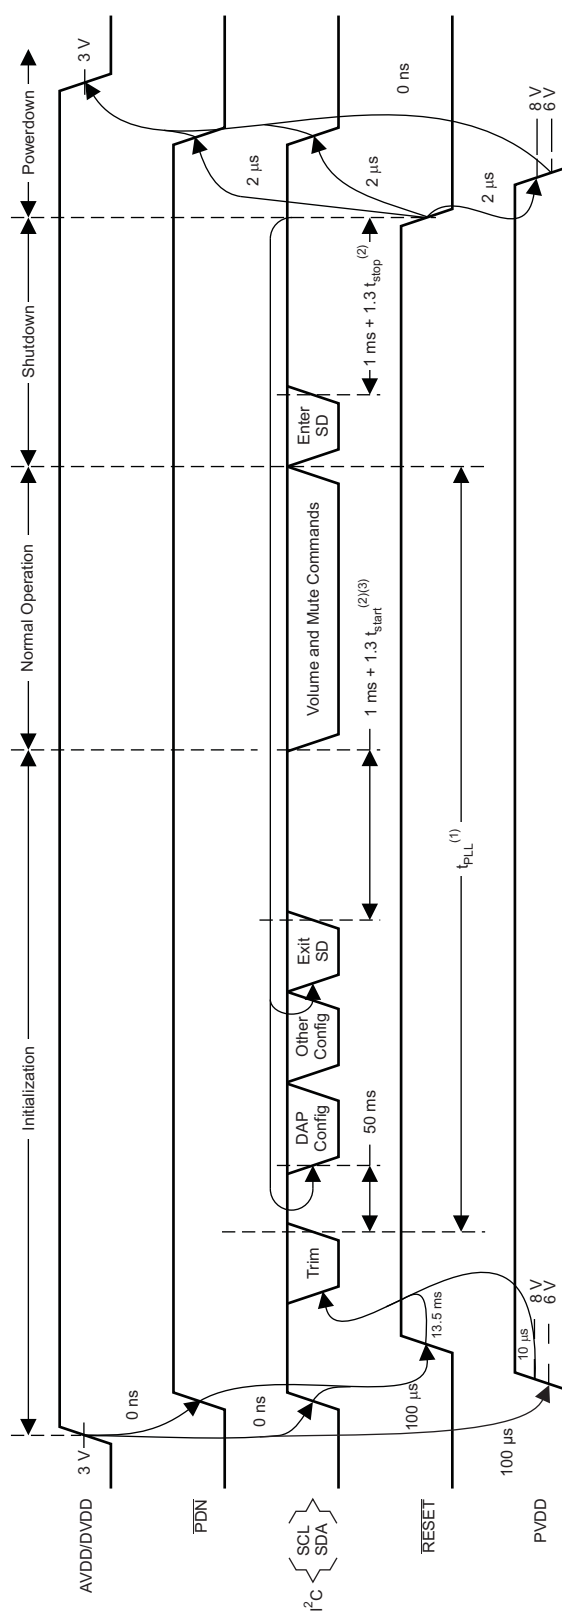 Initialization
Normal Operation
Shutdown
Powerdown
AVDD/DVDD
3 V
3 V
0 ns
PDN
0 ns
2 µs
I²C
SCL
SDA
Trim
DAP
Config
Other
Config
Exit
SD
Volume and Mute Commands
Enter
SD
2 µs
50 ms
1 ms + 1.3 tstart(2)(3)
1 ms + 1.3 tstop(2)
0 ns
RESET
100 µs
13.5 ms
tPLL(1)
2 µs
PVDD
100 µs
10 µs
8 V
6 V
8 V
6 V